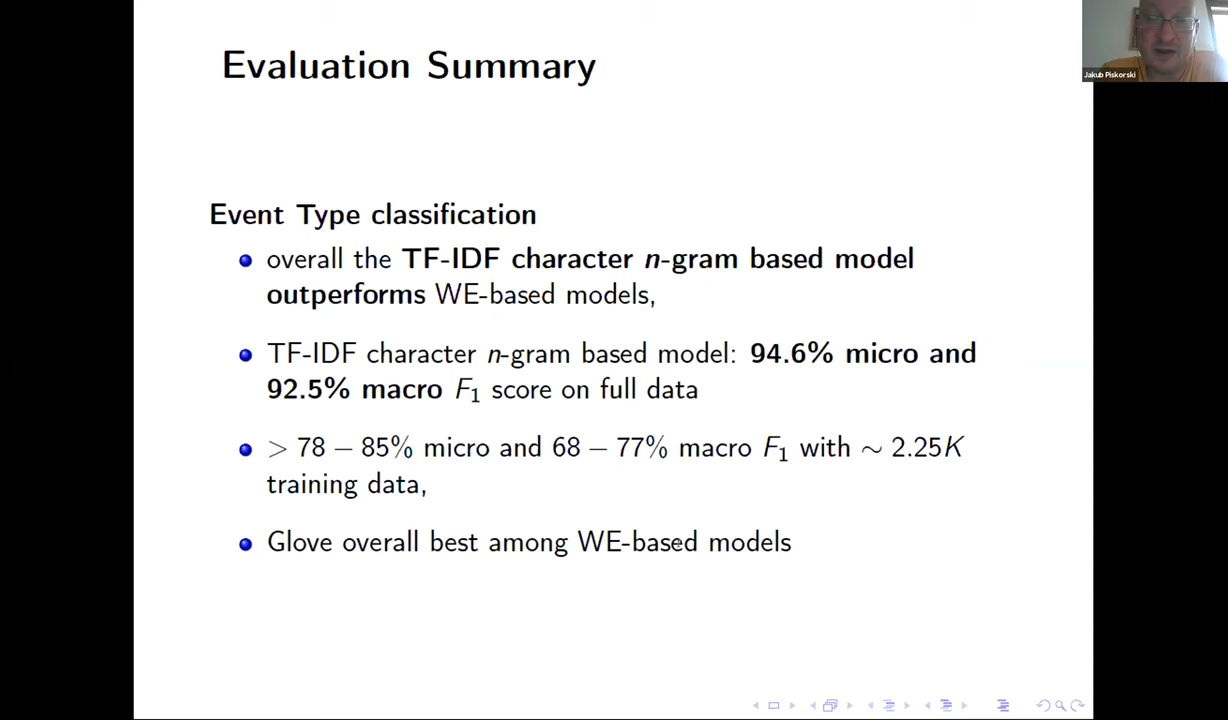 Evaluation Summary
Jakub Piskorski
Event Type classification
overall the TF-IDF character n-gram based model
outperforms WE-based models,
TF-IDF character n-gram based model: 94.6% micro and
92.5% macro F1 score on full data
> 78 – 85% micro and 68 – 77% macro F1 with ∼ 2.25K
training data,
Glove overall best among WE-based models